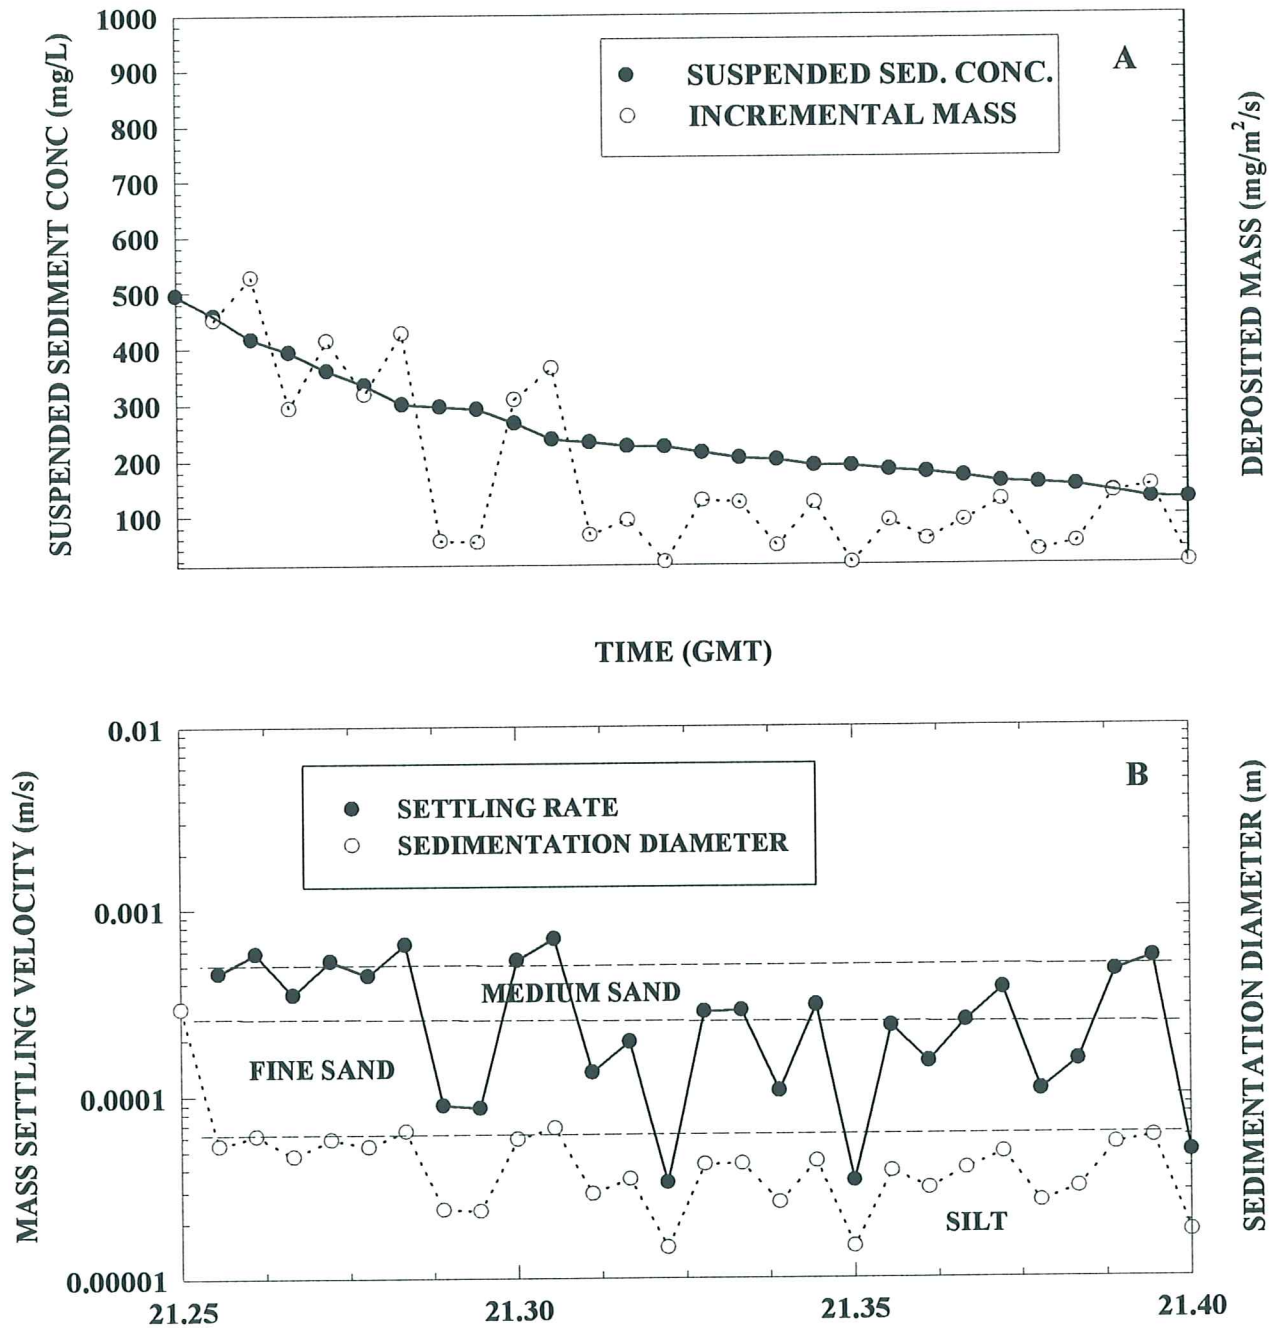 1000
900
800
700
600
500
400
300
200
100
SUSPENDED SEDIMENT CONC (mg/L)
SUSPENDED SED. CONC.
INCREMENTAL MASS
A
DEPOSITED MASS (mg/m²/s)
TIME (GMT)
0.01
0.001
0.0001
0.00001
MASS SETTLING VELOCITY (m/s)
SETTLING RATE
SEDIMENTATION DIAMETER
B
MEDIUM SAND
FINE SAND
SILT
SEDIMENTATION DIAMETER (m)
21.25
21.30
21.35
21.40